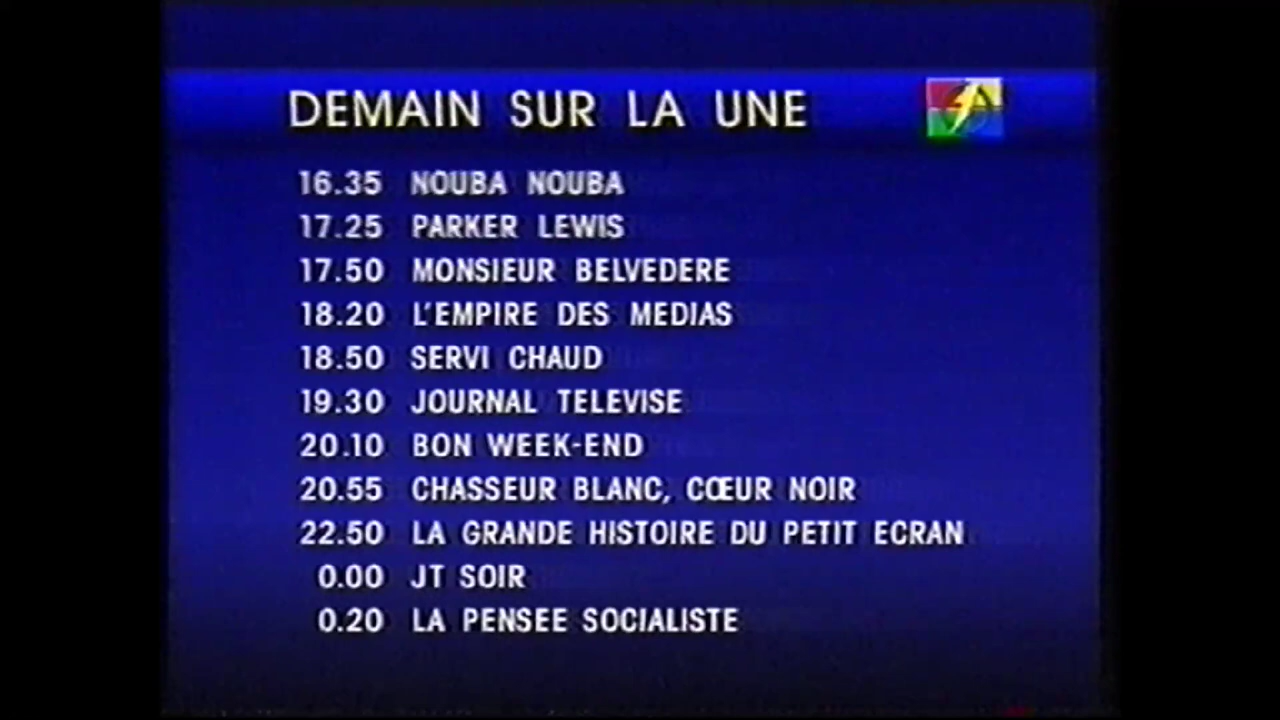 DEMAIN SUR LA UNE
16.35 NOUBA NOUBA
17.25 PARKER LEWIS
17.50 MONSIEUR BELVEDERE
18.20 L'EMPIRE DES MEDIAS
18.50 SERVI CHAUD
19.30 JOURNAL TELEVISE
20.10 BON WEEK-END
20.55 CHASSEUR BLANC, CŒUR NOIR
22.50 LA GRANDE HISTOIRE DU PETIT ECRAN
0.00 JT SOIR
0.20 LA PENSEE SOCIALISTE